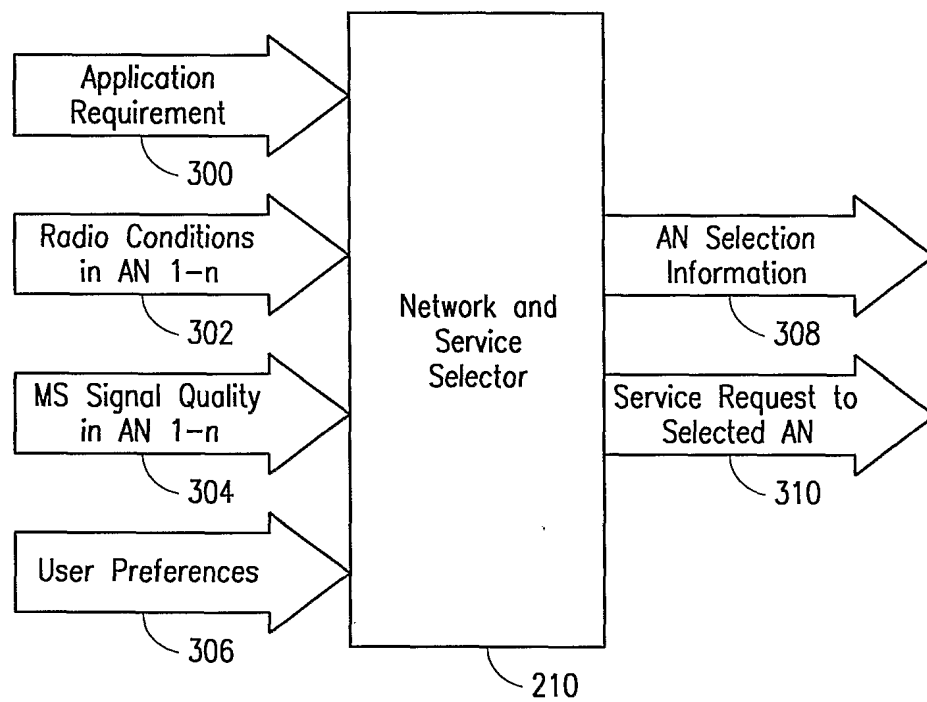 Application
Requirement
300
Radio Conditions
in AN 1-n
302
MS Signal Quality
in AN 1-n
304
User Preferences
306
Network and
Service
Selector
210
AN Selection
Information
308
Service Request to
Selected AN
310